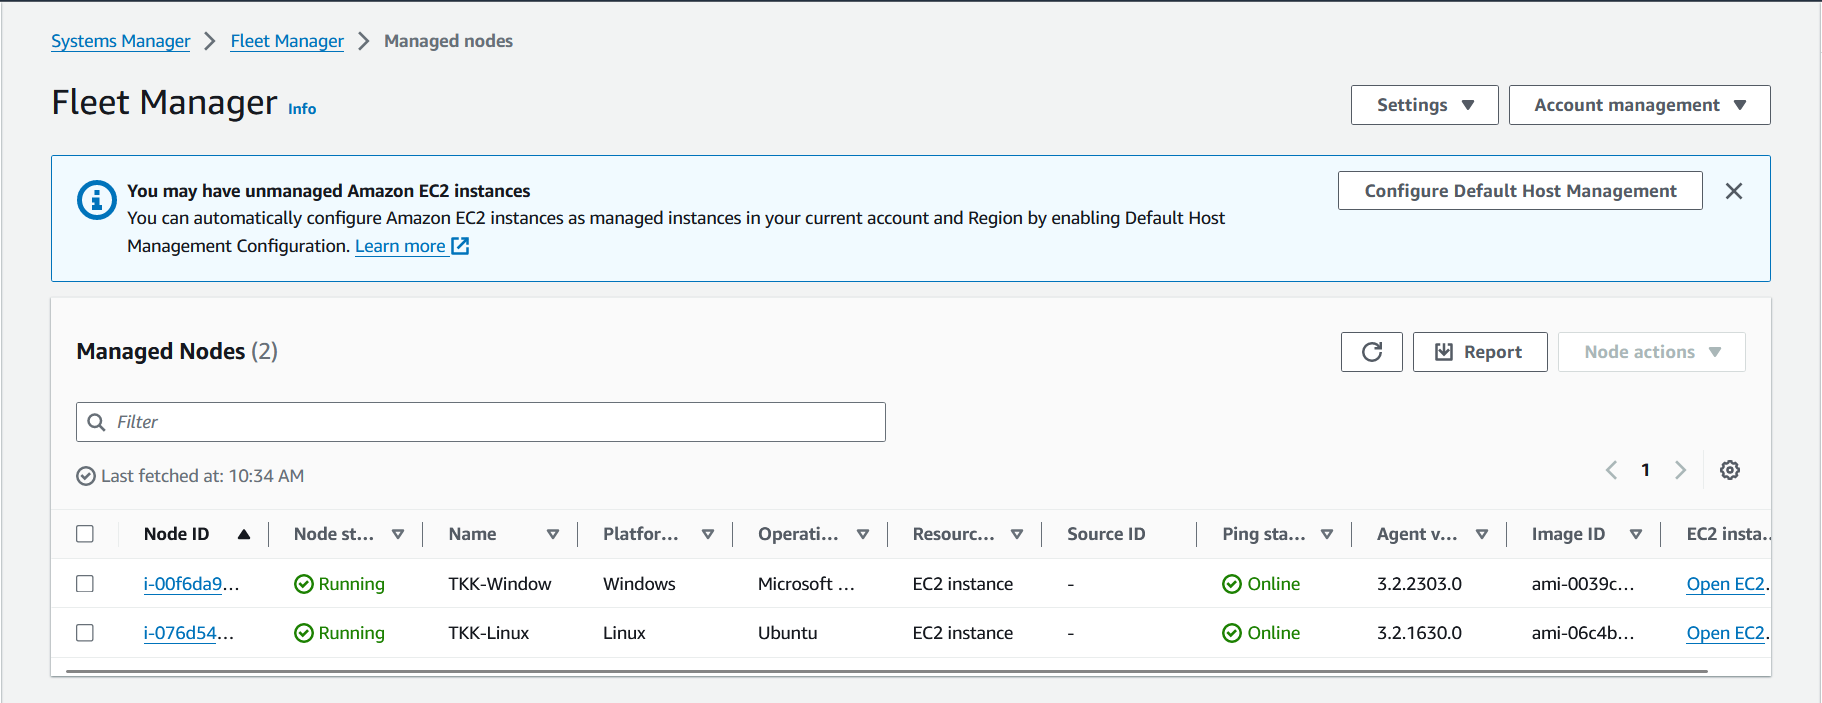 Systems Manager > Fleet Manager > Managed nodes
Fleet Manager Info
Settings
Account management
You may have unmanaged Amazon EC2 instances
You can automatically configure Amazon EC2 instances as managed instances in your current account and Region by enabling Default Host
Management Configuration. Learn more
Configure Default Host Management
Managed Nodes (2)
Report
Node actions
Filter
Last fetched at: 10:34 AM
1
Node ID Node st... Name Platfor... Operati... Resourc... Source ID Ping sta... Agent v... Image ID EC2 insta..
i-00f6da9... Running TKK-Window Windows Microsoft ... EC2 instance - Online 3.2.2303.0 ami-0039c... Open EC2.
i-076d54... Running TKK-Linux Linux Ubuntu EC2 instance - Online 3.2.1630.0 ami-06c4b... Open EC2.